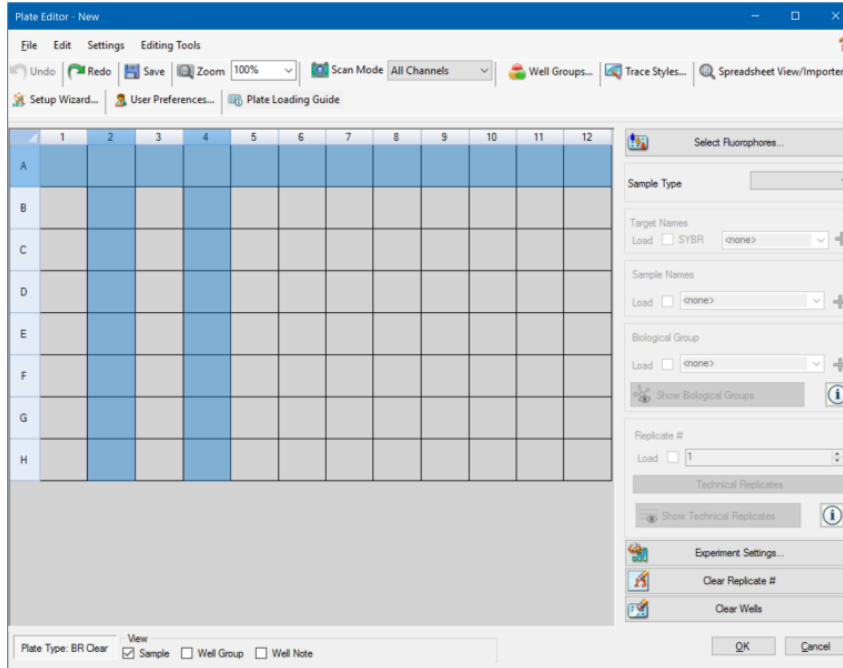 Plate Editor - New
File Edit Settings Editing Tools
Undo Redo Save Zoom 100% Scan Mode All Channels Well Groups... Trace Styles... Spreadsheet View/Importer
Setup Wizard... User Preferences... Plate Loading Guide
1 2 3 4 5 6 7 8 9 10 11 12
A
B
C
D
E
F
G
H
Select Fluorophores...
Sample Type
Target Names
Load SYBR <none>
Sample Names
Load <none>
Biological Group
Load <none>
Show Biological Groups
Replicate #
Load 1
Technical Replicates
Show Technical Replicates
Experiment Settings...
Clear Replicate #
Clear Wells
Plate Type: BR Clear
View
Sample Well Group Well Note
OK Cancel